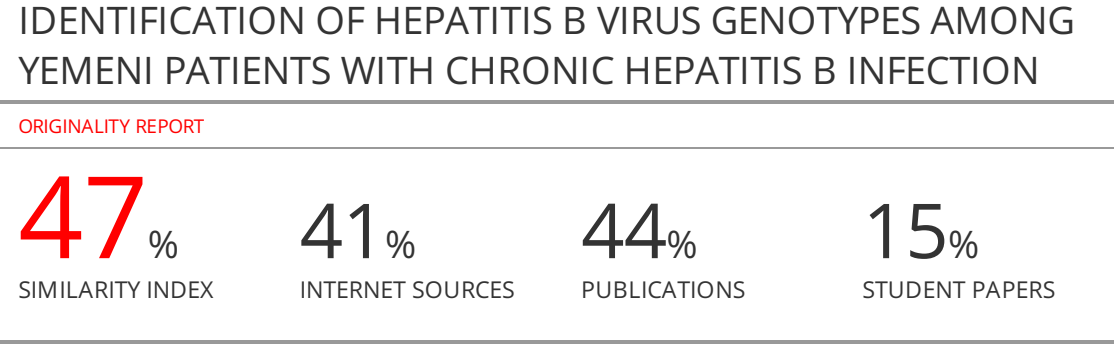 IDENTIFICATION OF HEPATITIS B VIRUS GENOTYPES AMONG
YEMENI PATIENTS WITH CHRONIC HEPATITIS B INFECTION
ORIGINALITY REPORT
47% 41% 44% 15%
SIMILARITY INDEX INTERNET SOURCES PUBLICATIONS STUDENT PAPERS